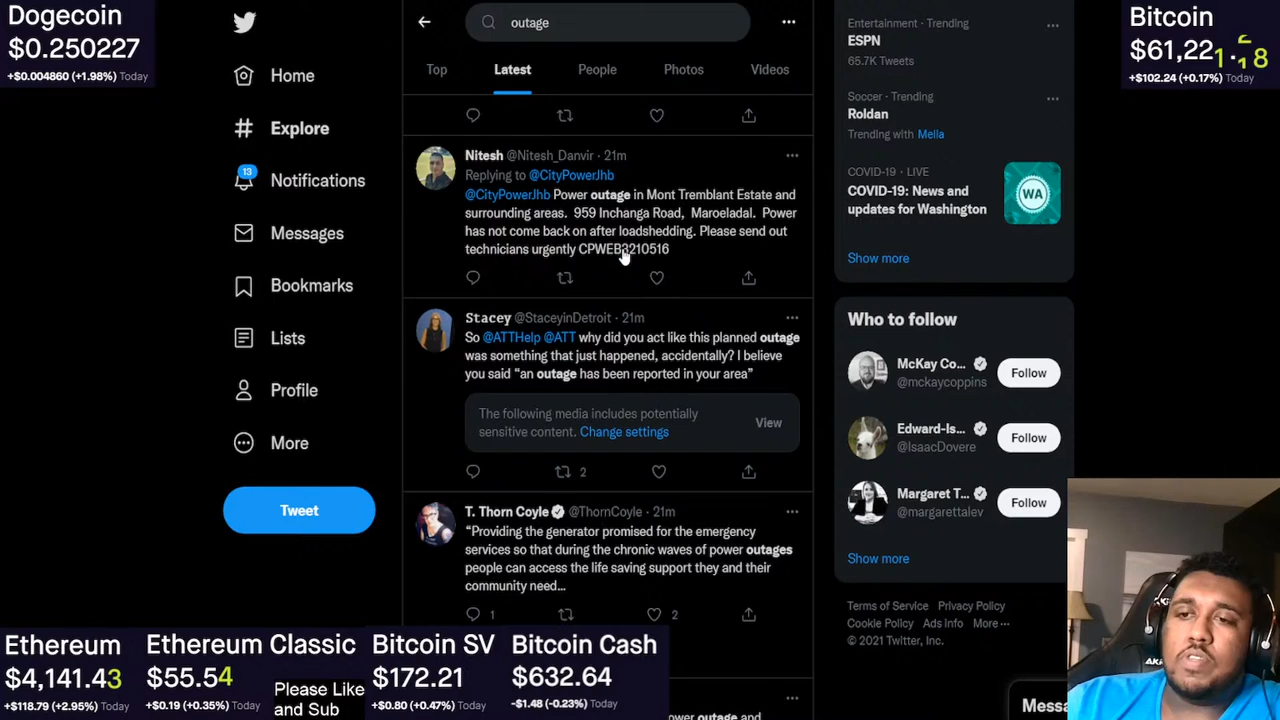 Dogecoin
$0.250227
+$0.004860 (+1.98%) Today
Home
Explore
13
Notifications
Messages
Bookmarks
Lists
Profile
More
Tweet
outage
Top
Latest
People
Photos
Videos
Nitesh @Nitesh_Danvir · 21m
Replying to @CityPowerJhb
@CityPowerJhb Power outage in Mont Tremblant Estate and
surrounding areas. 959 Inchanga Road, Maroeladal. Power
has not come back on after loadshedding. Please send out
technicians urgently CPWEB3210516
Stacey @StaceyinDetroit · 21m
So @ATTHelp @ATT why did you act like this planned outage
was something that just happened, accidentally? I believe
you said “an outage has been reported in your area”
The following media includes potentially
sensitive content. Change settings
View
2
T. Thorn Coyle @ThornCoyle · 21m
“Providing the generator promised for the emergency
services so that during the chronic waves of power outages
people can access the life saving support they and their
community need...
1
2
Entertainment · Trending
ESPN
65.7K Tweets
Soccer · Trending
Roldan
Trending with Melia
COVID-19 · LIVE
COVID-19: News and
updates for Washington
WA
Show more
Who to follow
McKay Co...
@mckaycoppins
Follow
Edward-Is...
@IsaacDovere
Follow
Margaret T...
@margarettalev
Follow
Show more
Terms of Service Privacy Policy
Cookie Policy Ads Info More ···
© 2021 Twitter, Inc.
Bitcoin
+$102.24 (+0.17%) Today
Ethereum
$4,141.43
+$118.79 (+2.95%) Today
Ethereum Classic
$55.54
+$0.19 (+0.35%) Today
Please Like
and Sub
Bitcoin SV
$172.21
+$0.80 (+0.47%) Today
Bitcoin Cash
$632.64
-$1.48 (-0.23%) Today